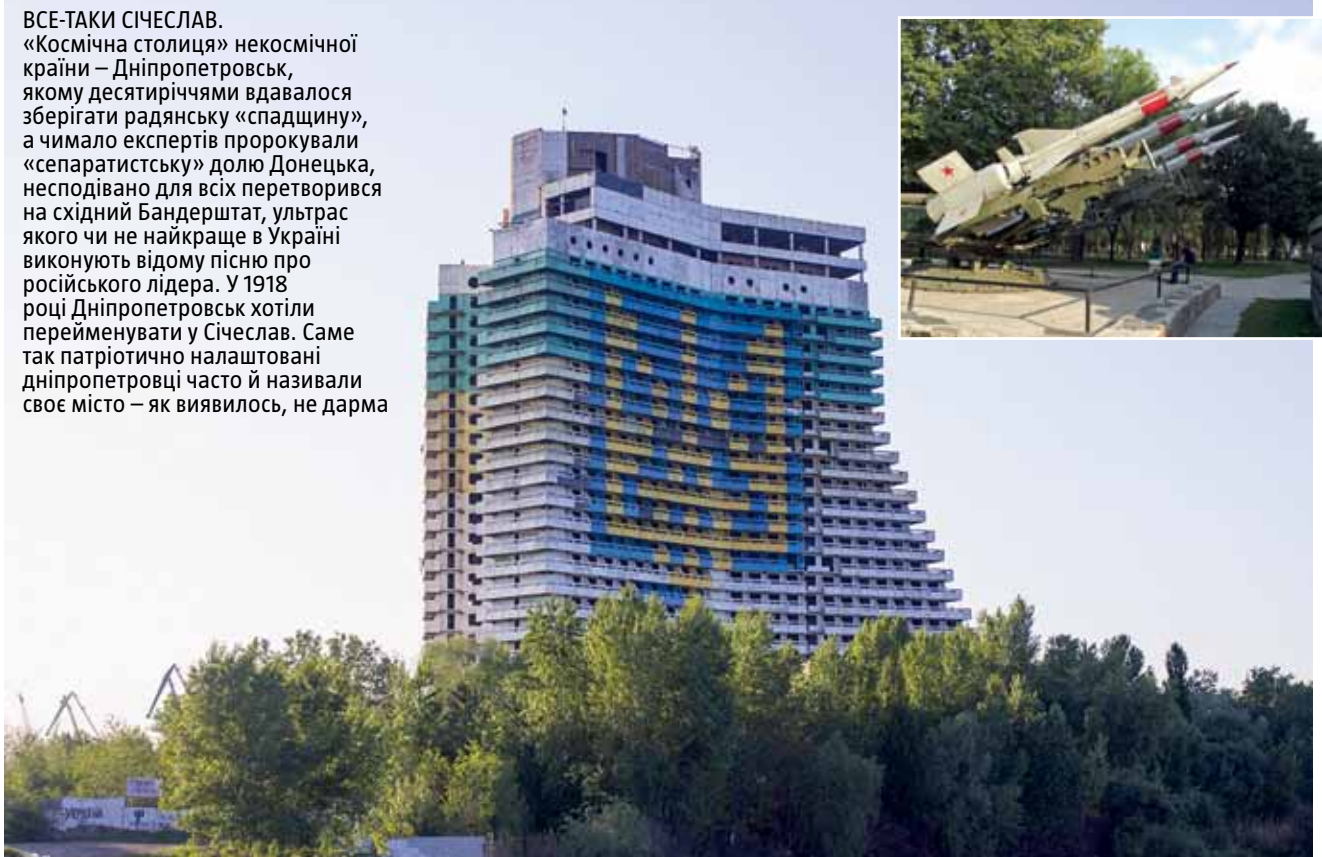 ВСЕ-ТАКИ СІЧЕСЛАВ.
«Космічна столиця» некосмічної
країни – Дніпропетровськ,
якому десятиріччями вдавалося
зберігати радянську «спадщину»,
а чимало експертів пророкували
«сепаратистську» долю Донецька,
несподівано для всіх перетворився
на східний Бандерштат, ультрас
якого чи не найкраще в Україні
виконують відому пісню про
російського лідера. У 1918
році Дніпропетровськ хотіли
перейменувати у Січеслав. Саме
так патріотично налаштовані
дніпропетровці часто й називали
своє місто – як виявилось, не дарма